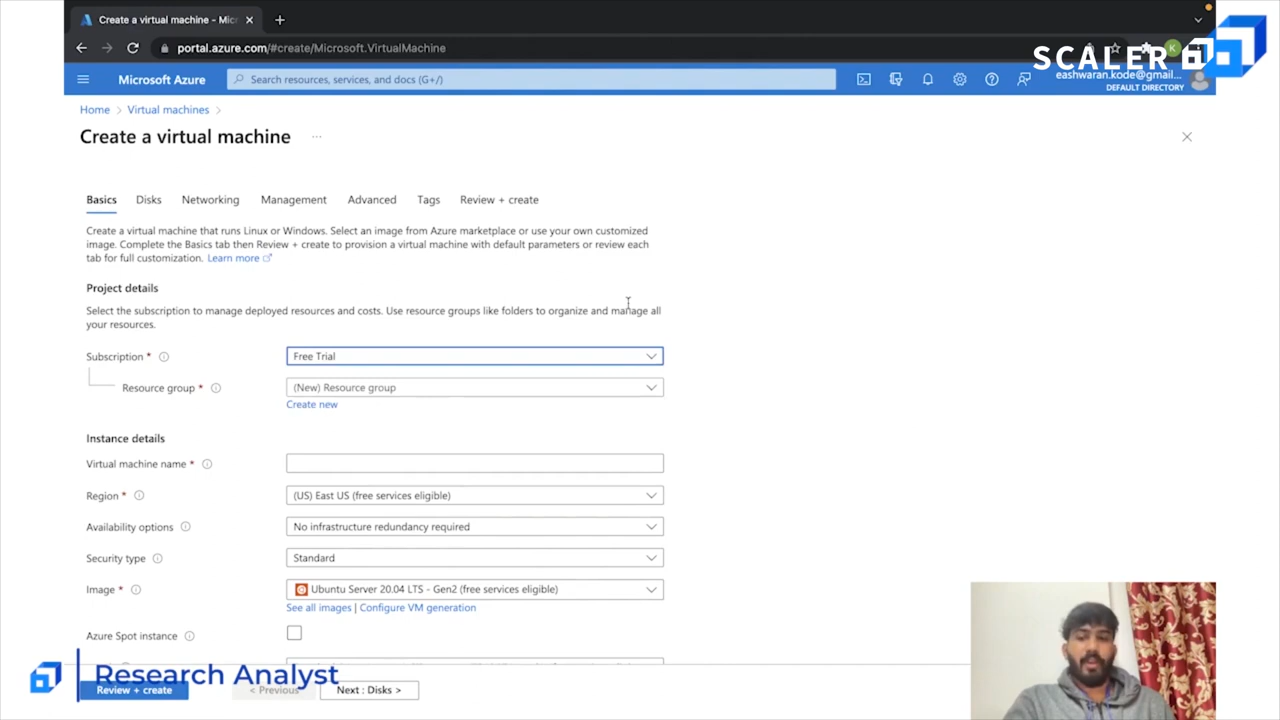 Create a virtual machine - Micr
portal.azure.com/#create/Microsoft.VirtualMachine
SCALER
K
Microsoft Azure
Search resources, services, and docs (G+/)
eashwaran.kode@gmail...
DEFAULT DIRECTORY
Home > Virtual machines >
Create a virtual machine ...
Basics Disks Networking Management Advanced Tags Review + create
Create a virtual machine that runs Linux or Windows. Select an image from Azure marketplace or use your own customized
image. Complete the Basics tab then Review + create to provision a virtual machine with default parameters or review each
tab for full customization. Learn more
Project details
Select the subscription to manage deployed resources and costs. Use resource groups like folders to organize and manage all
your resources.
Subscription * Free Trial
Resource group * (New) Resource group
Create new
Instance details
Virtual machine name *
Region * (US) East US (free services eligible)
Availability options No infrastructure redundancy required
Security type Standard
Image * Ubuntu Server 20.04 LTS - Gen2 (free services eligible)
See all images | Configure VM generation
Azure Spot instance
Research Analyst
Review + create < Previous Next : Disks >